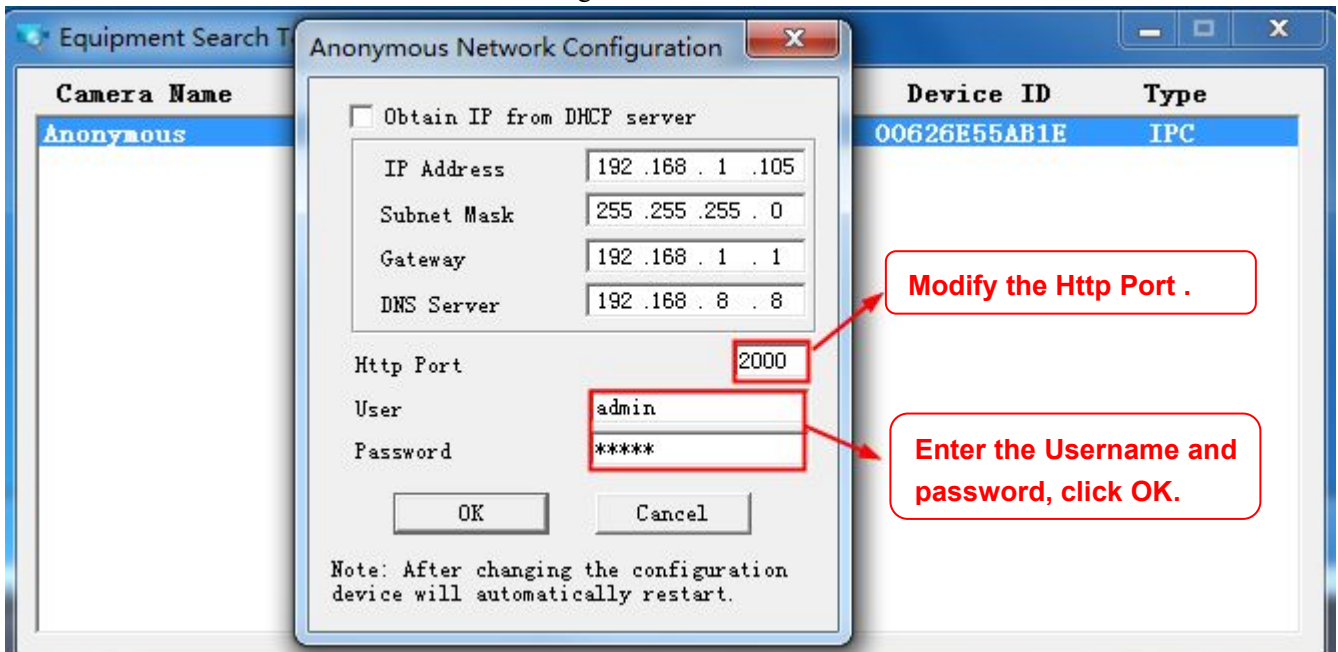 Equipment Search T
Anonymous Network Configuration
Camera Name
Device ID
Type
Anonymous
00626E55AB1E
IPC
Obtain IP from DHCP server
IP Address
192 .168 . 1 .105
Subnet Mask
255 .255 .255 . 0
Gateway
192 .168 . 1 . 1
DNS Server
192 .168 . 8 . 8
Modify the Http Port .
Http Port
2000
User
admin
Password
*****
Enter the Username and
password, click OK.
OK
Cancel
Note: After changing the configuration
device will automatically restart.